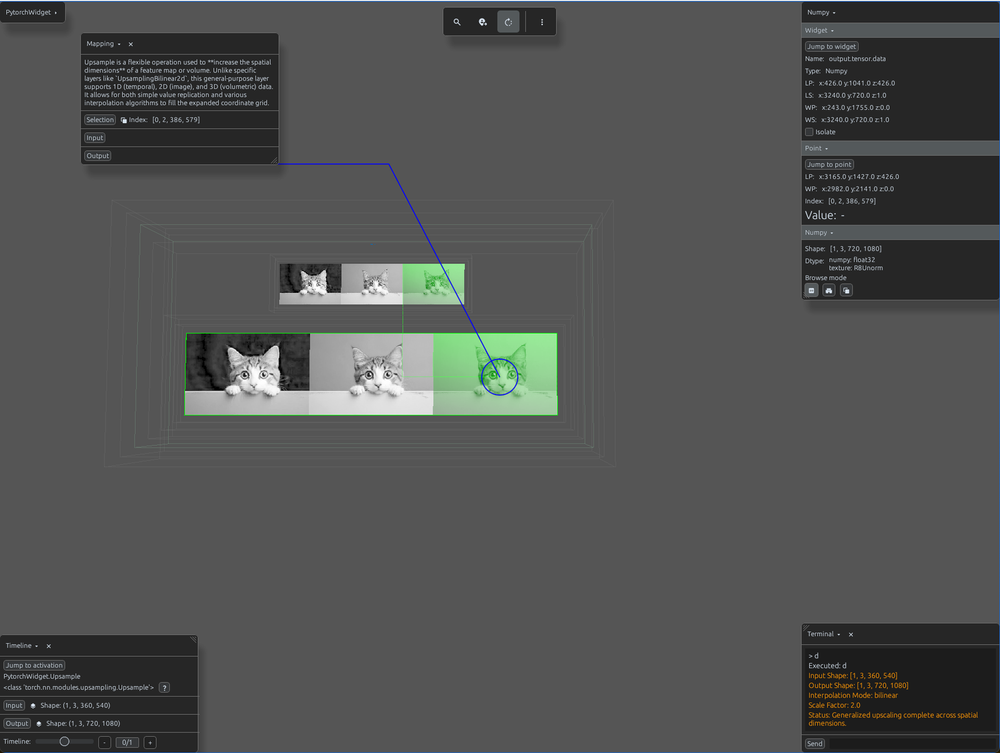 PytorchWidget
Mapping
Upsample is a flexible operation used to **increase the spatial
dimensions** of a feature map or volume. Unlike specific
layers like `UpsamplingBilinear2d`, this general-purpose layer
supports 1D (temporal), 2D (image), and 3D (volumetric) data.
It allows for both simple value replication and various
interpolation algorithms to fill the expanded coordinate grid.
Selection Index: [0, 2, 386, 579]
Input
Output
Numpy
Widget
Jump to widget
Name: output.tensor.data
Type: Numpy
LP: x:426.0 y:1041.0 z:426.0
LS: x:3240.0 y:720.0 z:1.0
WP: x:243.0 y:1755.0 z:0.0
WS: x:3240.0 y:720.0 z:1.0
Isolate
Point
Jump to point
LP: x:3165.0 y:1427.0 z:426.0
WP: x:2982.0 y:2141.0 z:0.0
Index: [0, 2, 386, 579]
Value: -
Numpy
Shape: [1, 3, 720, 1080]
Dtype: numpy: float32
texture: R8Unorm
Browse mode
Timeline
Jump to activation
PytorchWidget.Upsample
<class 'torch.nn.modules.upsampling.Upsample'> ?
Input Shape: (1, 3, 360, 540)
Output Shape: (1, 3, 720, 1080)
Timeline: - 0/1 +
Terminal
> d
Executed: d
Input Shape: [1, 3, 360, 540]
Output Shape: [1, 3, 720, 1080]
Interpolation Mode: bilinear
Scale Factor: 2.0
Status: Generalized upscaling complete across spatial
dimensions.
Send